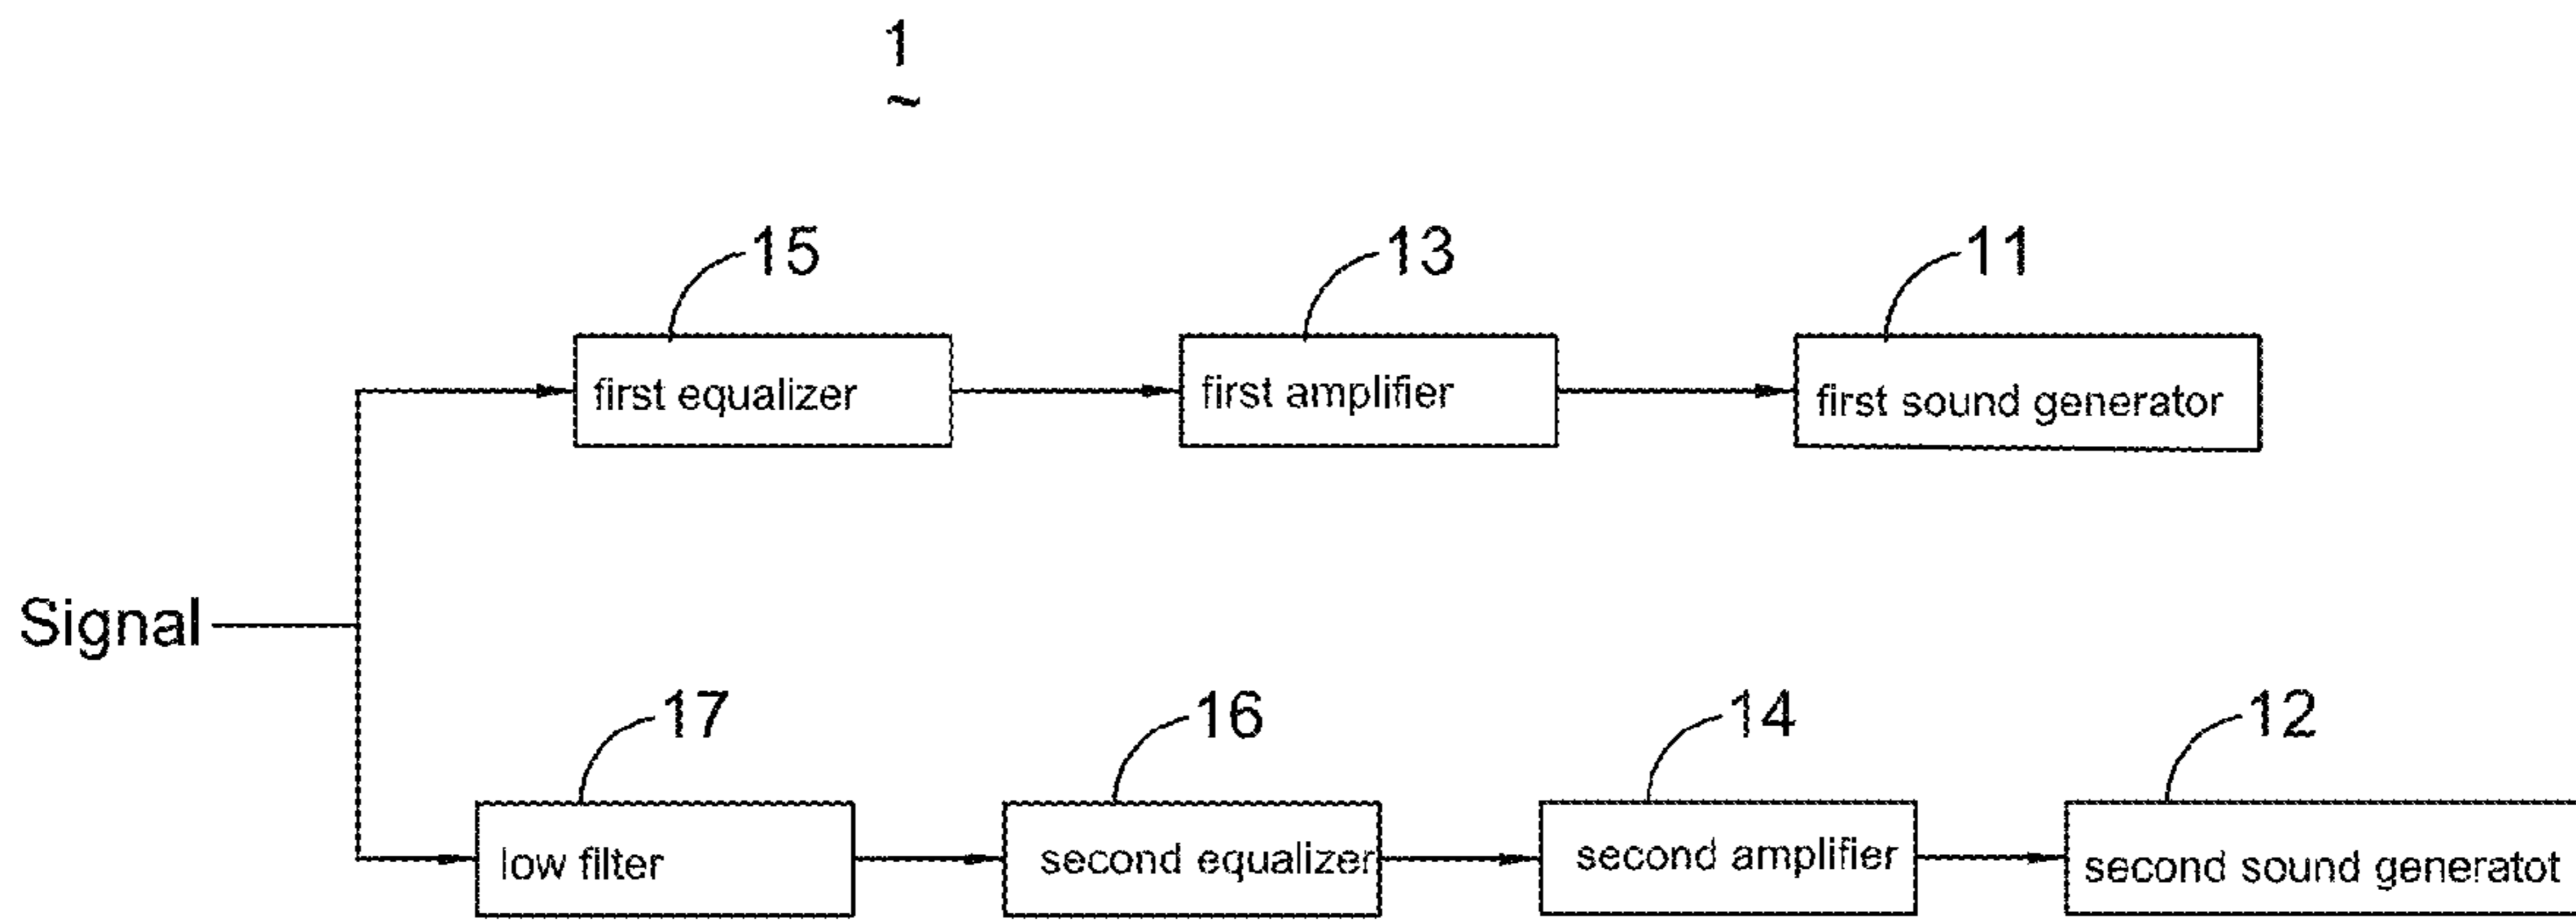 1
~
15
13
11
first equalizer
first amplifier
first sound generator
Signal
17
16
14
12
low filter
second equalizer
second amplifier
second sound generatot